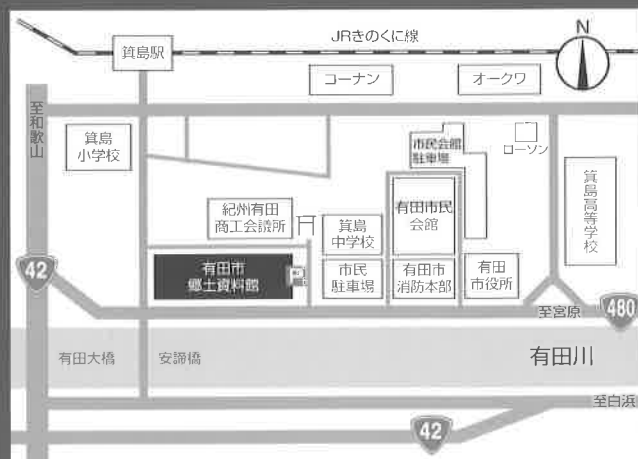 N
JRきのくに線
箕島駅
コーナン
オークワ
至和歌山
箕島
小学校
市民会館
駐車場
ローソン
箕島高等学校
紀州有田
商工会議所
箕島
中学校
有田市民
会館
有田市
郷土資料館
市民
駐車場
有田市
消防本部
有田
市役所
42
至宮原
480
有田大橋
安諦橋
有田川
至白浜
42